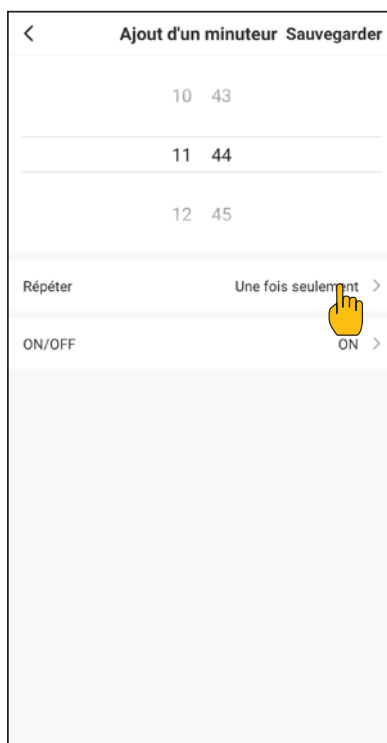 Ajout d'un minuteur Sauvegarder
10 43
11 44
12 45
Répéter Une fois seulement
ON/OFF ON